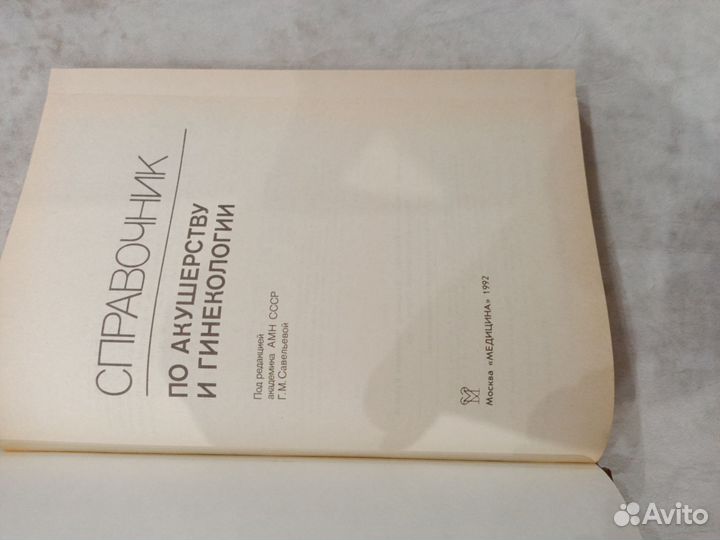 СПРАВОЧНИК
ПО АКУШЕРСТВУ
И ГИНЕКОЛОГИИ
Под редакцией
академика АМН СССР
Г.М.Савельевой
Москва «МЕДИЦИНА» 1992
Avito